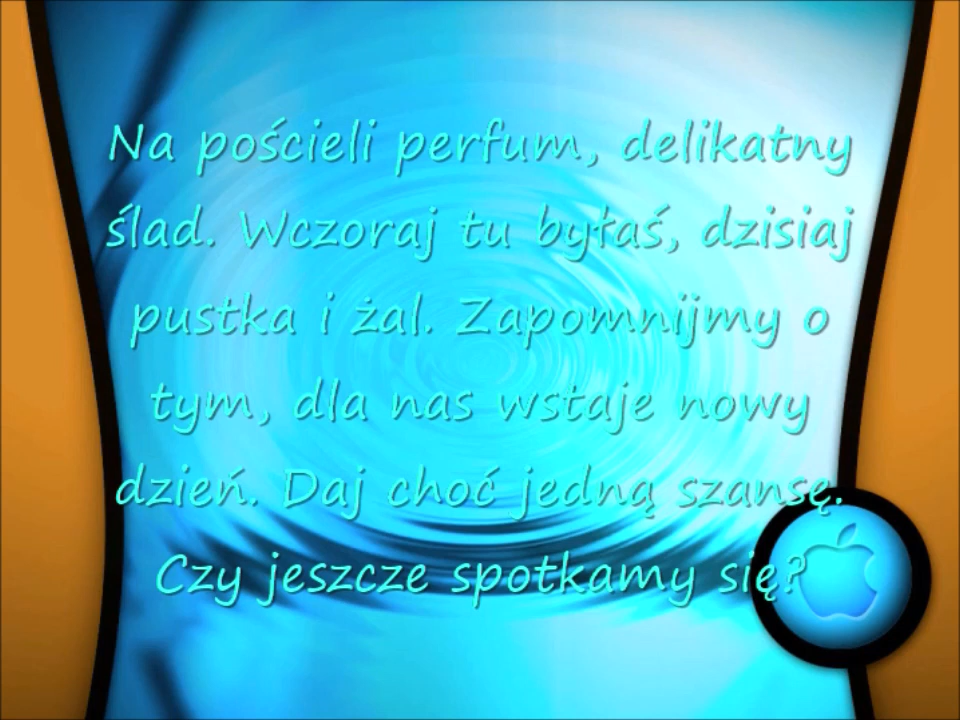 Na pościeli perfum, delikatny
ślad. Wczoraj tu byłaś, dzisiaj
pustka i żal. Zapomnijmy o
tym, dla nas wstaje nowy
dzień. Daj choć jedną szansę.
Czy jeszcze spotkamy się?